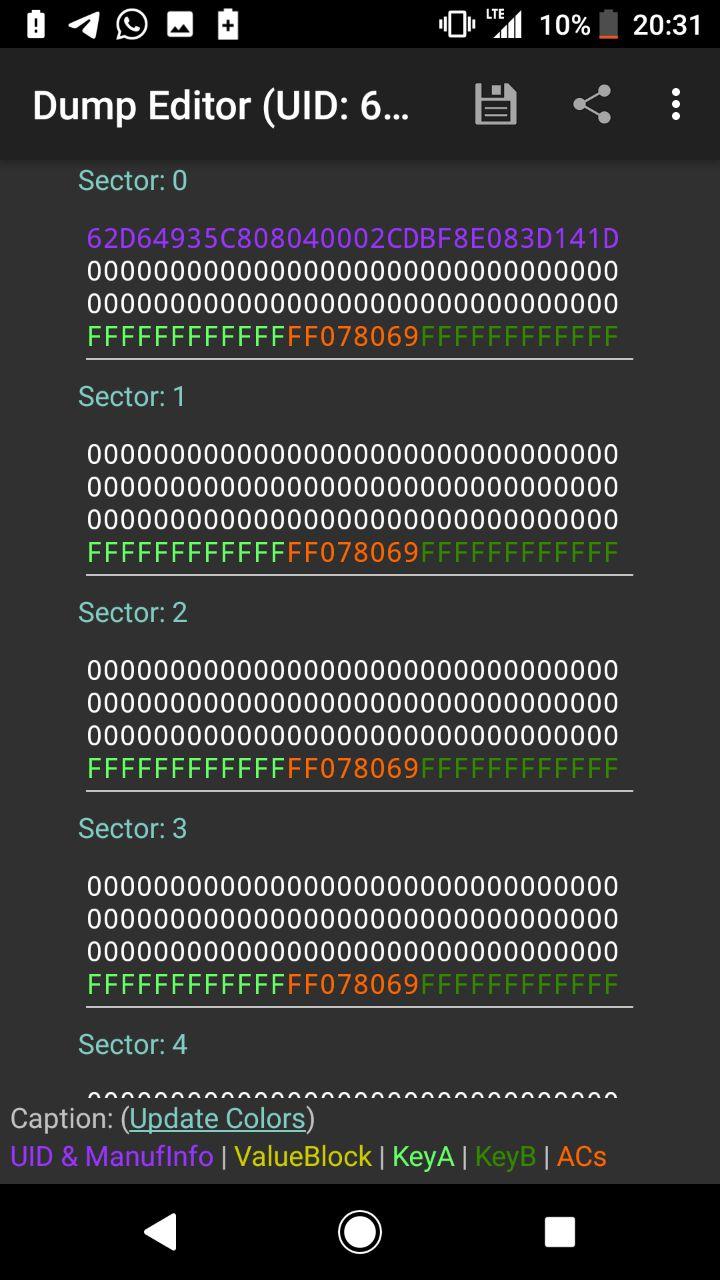 LTE 10% 20:31
Dump Editor (UID: 6...
Sector: 0
62D64935C808040002CDBF8E083D141D
00000000000000000000000000000000
00000000000000000000000000000000
FFFFFFFFFFFFFF078069FFFFFFFFFFFF
Sector: 1
00000000000000000000000000000000
00000000000000000000000000000000
00000000000000000000000000000000
FFFFFFFFFFFFFF078069FFFFFFFFFFFF
Sector: 2
00000000000000000000000000000000
00000000000000000000000000000000
00000000000000000000000000000000
FFFFFFFFFFFFFF078069FFFFFFFFFFFF
Sector: 3
00000000000000000000000000000000
00000000000000000000000000000000
00000000000000000000000000000000
FFFFFFFFFFFFFF078069FFFFFFFFFFFF
Sector: 4
Caption: (Update Colors)
UID & ManufInfo | ValueBlock | KeyA | KeyB | ACs